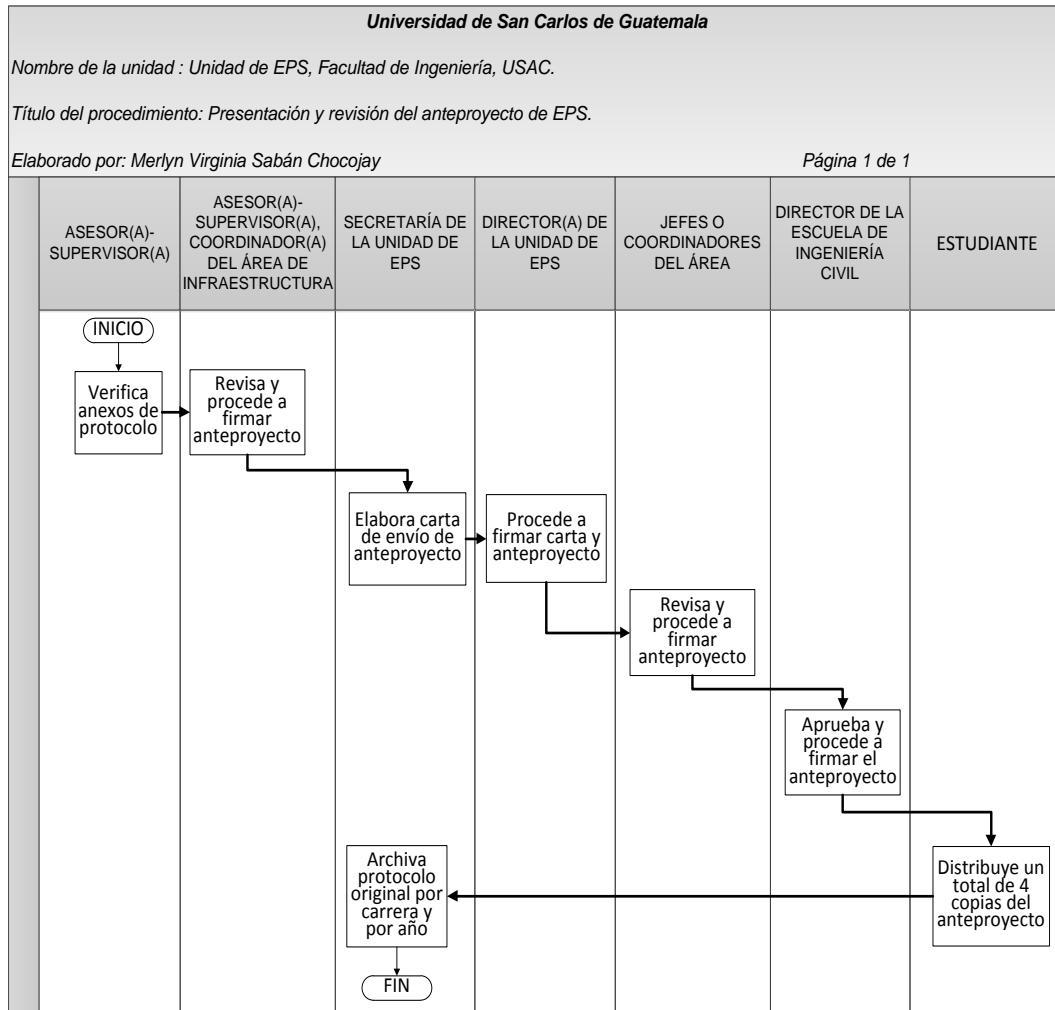 Universidad de San Carlos de Guatemala
Nombre de la unidad : Unidad de EPS, Facultad de Ingeniería, USAC.
Título del procedimiento: Presentación y revisión del anteproyecto de EPS.
Elaborado por: Merlyn Virginia Sabán Chocojay
Página 1 de 1
ASESOR(A)-
SUPERVISOR(A)
ASESOR(A)-
SUPERVISOR(A),
COORDINADOR(A)
DEL ÁREA DE
INFRAESTRUCTURA
SECRETARÍA DE
LA UNIDAD DE
EPS
DIRECTOR(A) DE
LA UNIDAD DE
EPS
JEFES O
COORDINADORES
DEL ÁREA
DIRECTOR DE LA
ESCUELA DE
INGENIERÍA
CIVIL
ESTUDIANTE
INICIO
Verifica
anexos de
protocolo
Revisa y
procede a
firmar
anteproyecto
Elabora carta
de envío de
anteproyecto
Procede a
firmar carta y
anteproyecto
Revisa y
procede a
firmar
anteproyecto
Aprueba y
procede a
firmar el
anteproyecto
Distribuye un
total de 4
copias del
anteproyecto
Archiva
protocolo
original por
carrera y
por año
FIN